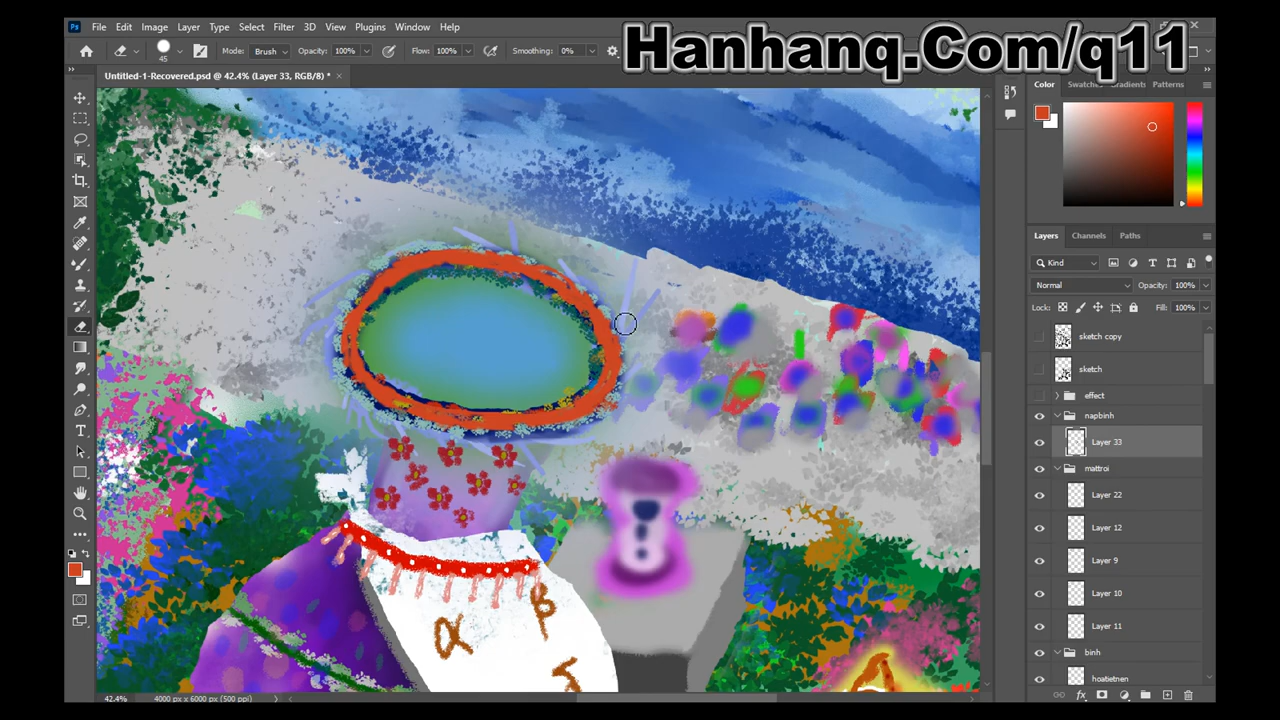 Hanhanq.Com/q11
Ps File Edit Image Layer Type Select Filter 3D View Plugins Window Help
45 Mode: Brush Opacity: 100% Flow: 100% Smoothing: 0%
Untitled-1-Recovered.psd @ 42.4% (Layer 33, RGB/8) * ×
Color Swatches Gradients Patterns
Layers Channels Paths
Kind
Normal Opacity: 100%
Lock: Fill: 100%
sketch copy
sketch
effect
napbinh
Layer 33
mattroi
Layer 22
Layer 12
Layer 9
Layer 10
Layer 11
binh
hoatietnen
α β
42.4% 4000 px x 6000 px (500 ppi)